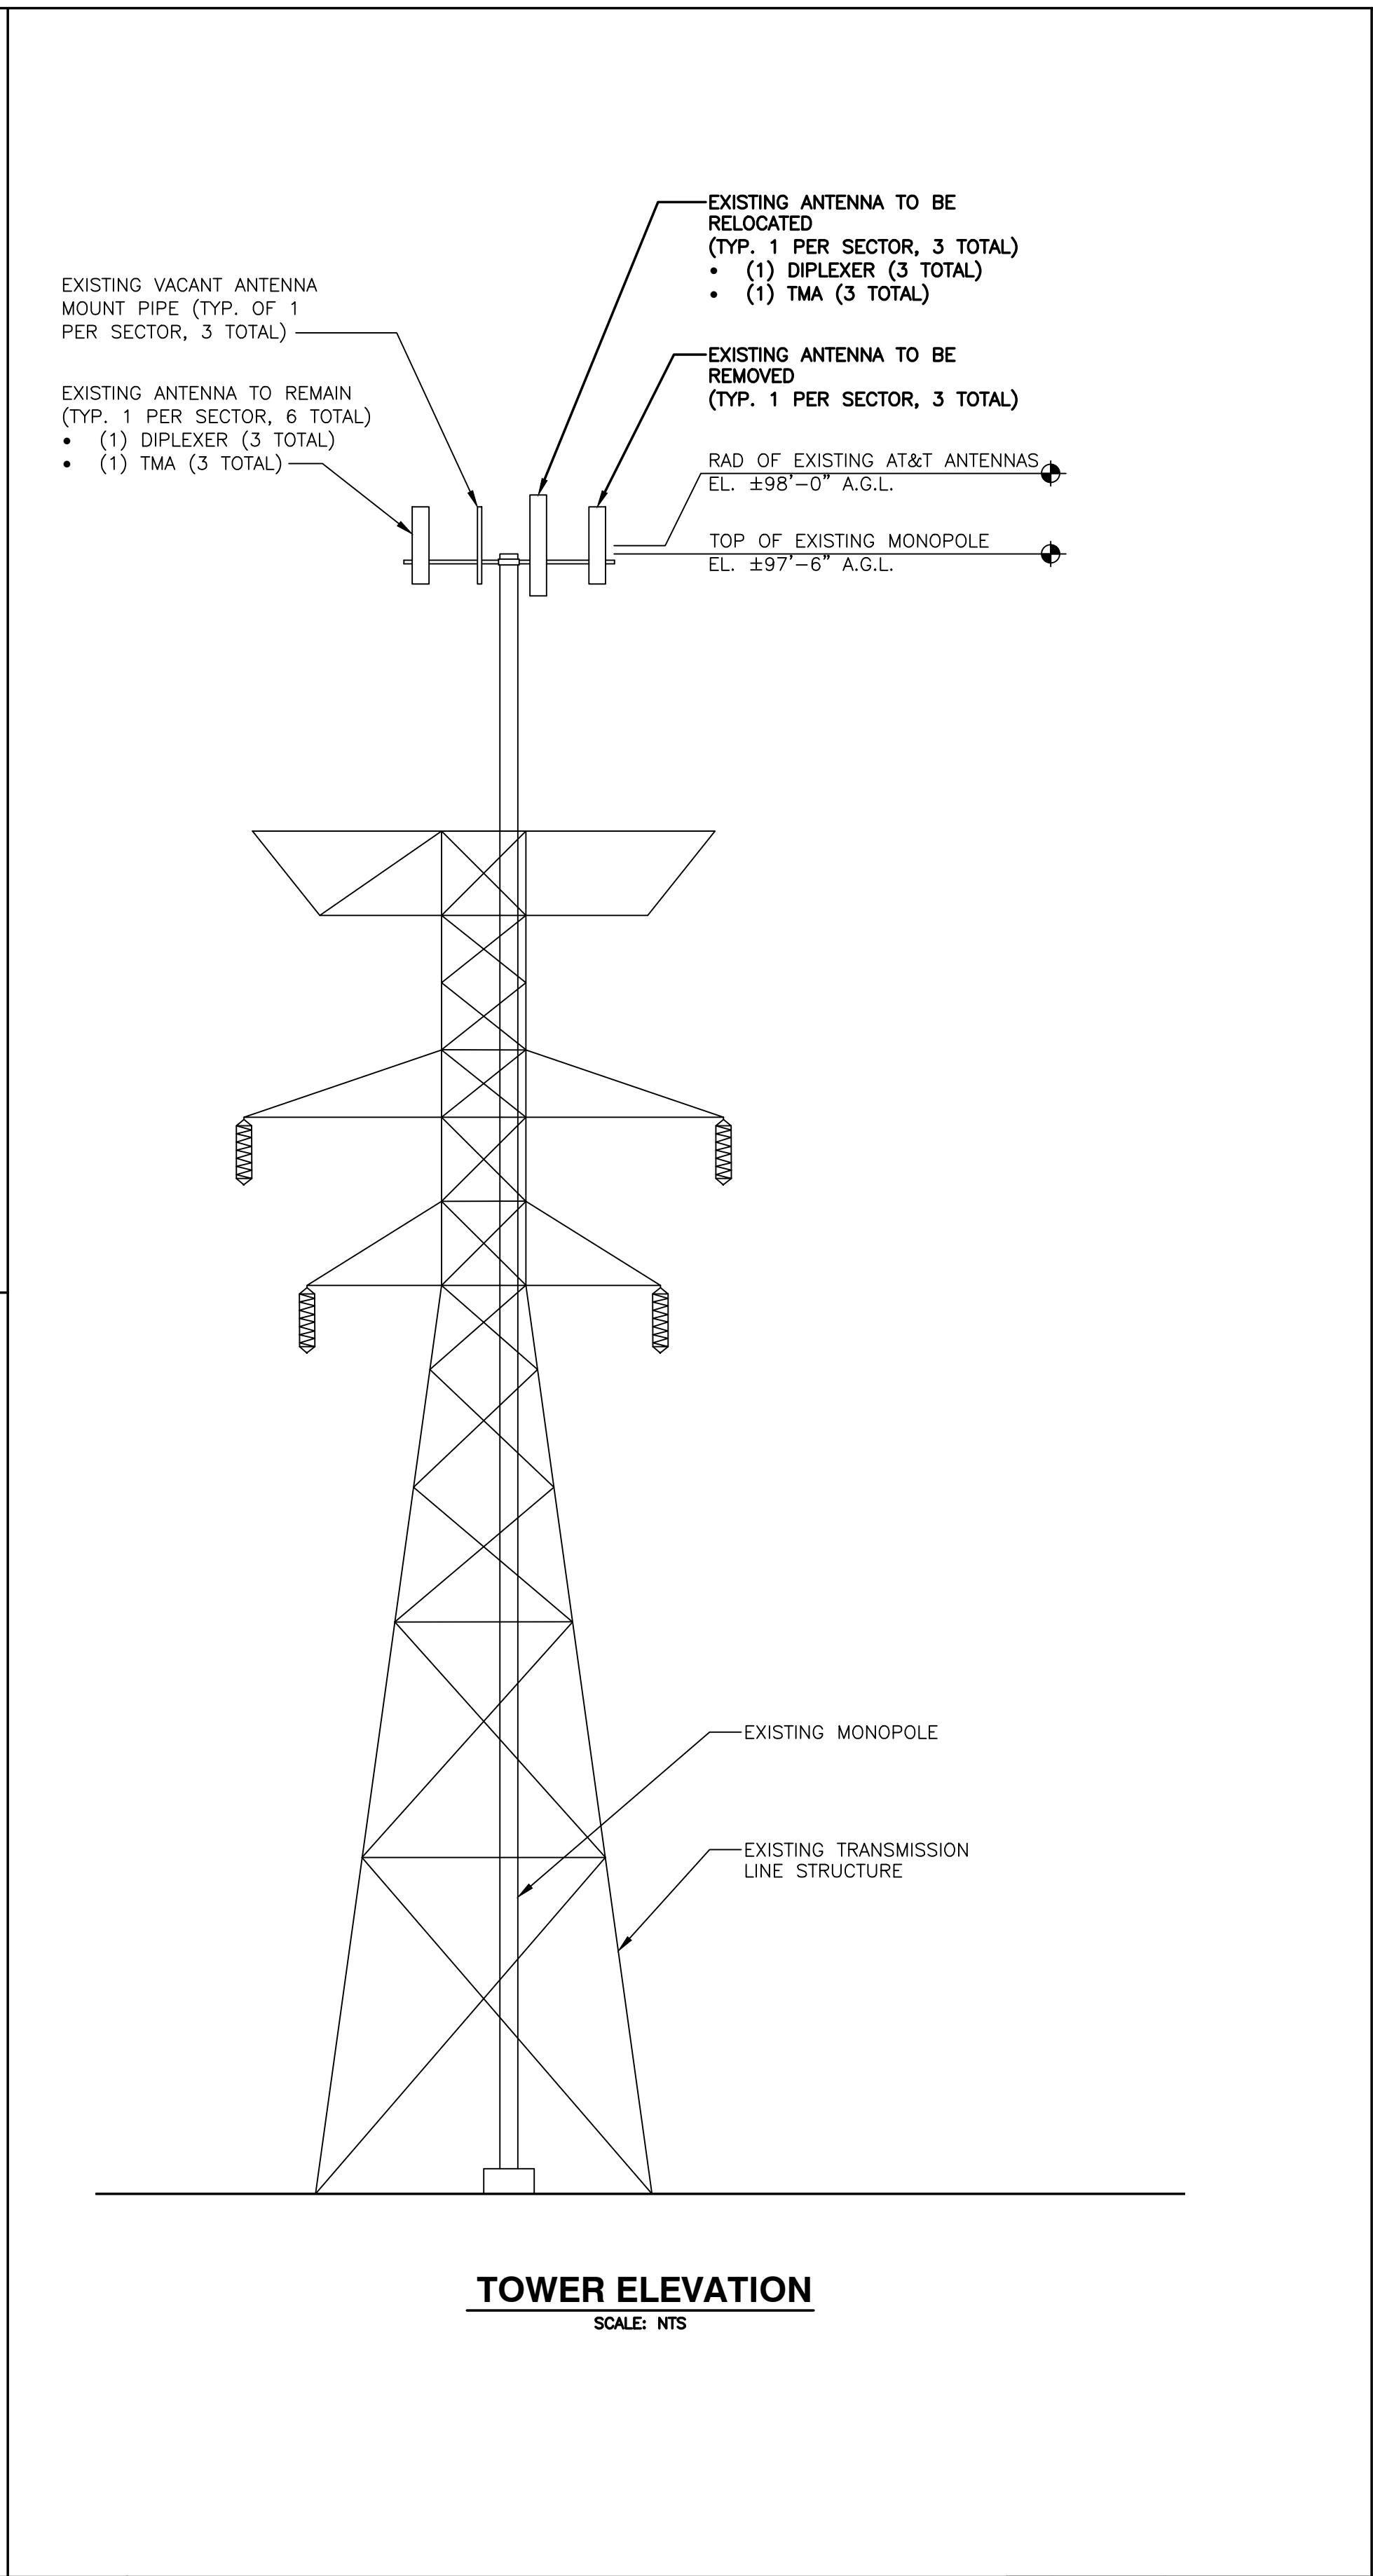 EXISTING ANTENNA TO BE
RELOCATED
(TYP. 1 PER SECTOR, 3 TOTAL)
• (1) DIPLEXER (3 TOTAL)
• (1) TMA (3 TOTAL)
EXISTING VACANT ANTENNA
MOUNT PIPE (TYP. OF 1
PER SECTOR, 3 TOTAL)
EXISTING ANTENNA TO BE
REMOVED
(TYP. 1 PER SECTOR, 3 TOTAL)
EXISTING ANTENNA TO REMAIN
(TYP. 1 PER SECTOR, 6 TOTAL)
• (1) DIPLEXER (3 TOTAL)
• (1) TMA (3 TOTAL)
RAD OF EXISTING AT&T ANTENNAS
EL. ±98'-0" A.G.L.
TOP OF EXISTING MONOPOLE
EL. ±97'-6" A.G.L.
EXISTING MONOPOLE
EXISTING TRANSMISSION
LINE STRUCTURE
TOWER ELEVATION
SCALE: NTS